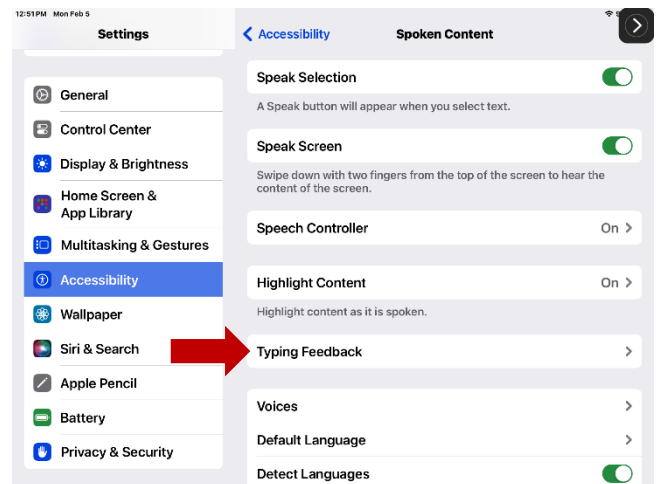 12:51 PM Mon Feb 5
Settings
General
Control Center
Display & Brightness
Home Screen &
App Library
Multitasking & Gestures
Accessibility
Wallpaper
Siri & Search
Apple Pencil
Battery
Privacy & Security
Accessibility
Spoken Content
Speak Selection
A Speak button will appear when you select text.
Speak Screen
Swipe down with two fingers from the top of the screen to hear the
content of the screen.
Speech Controller On
Highlight Content On
Highlight content as it is spoken.
Typing Feedback
Voices
Default Language
Detect Languages